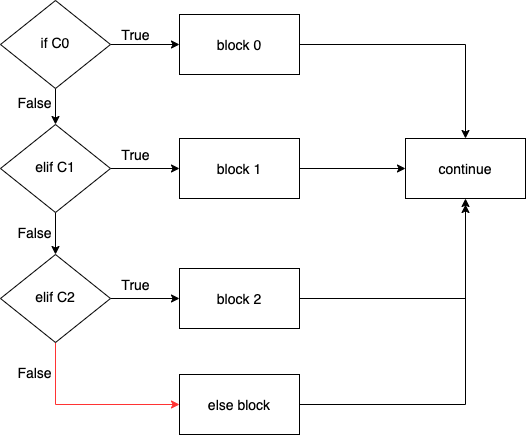 if C0
True
block 0
False
elif C1
True
block 1
continue
False
elif C2
True
block 2
False
else block